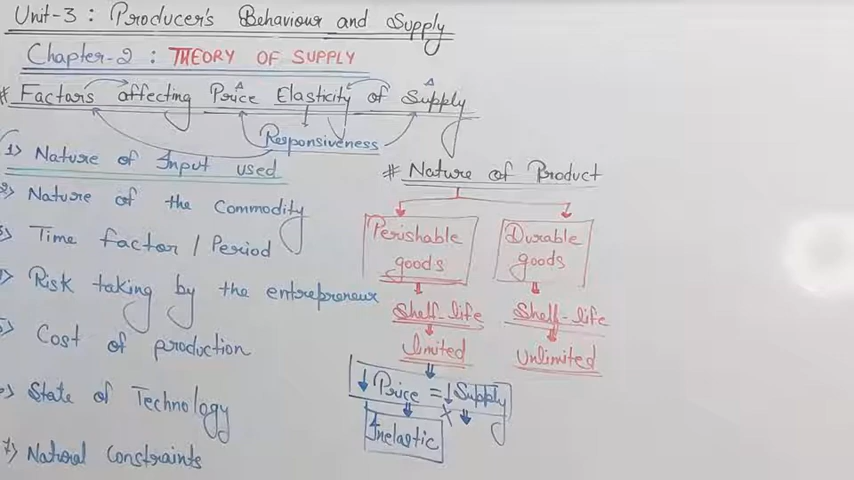 Unit-3 : Producer's Behaviour and Supply
Chapter-2 : THEORY OF SUPPLY
# Factors affecting Price Elasticity of Supply
Responsiveness
1) Nature of Input used
2) Nature of the Commodity
3) Time factor / Period
4) Risk taking by the entrepreneur
5) Cost of production
6) State of Technology
7) Natural constraints
# Nature of Product
Perishable goods
Durable goods
Shelf-life
Shelf-life
limited
Unlimited
↓ Price = ↓ Supply
Inelastic